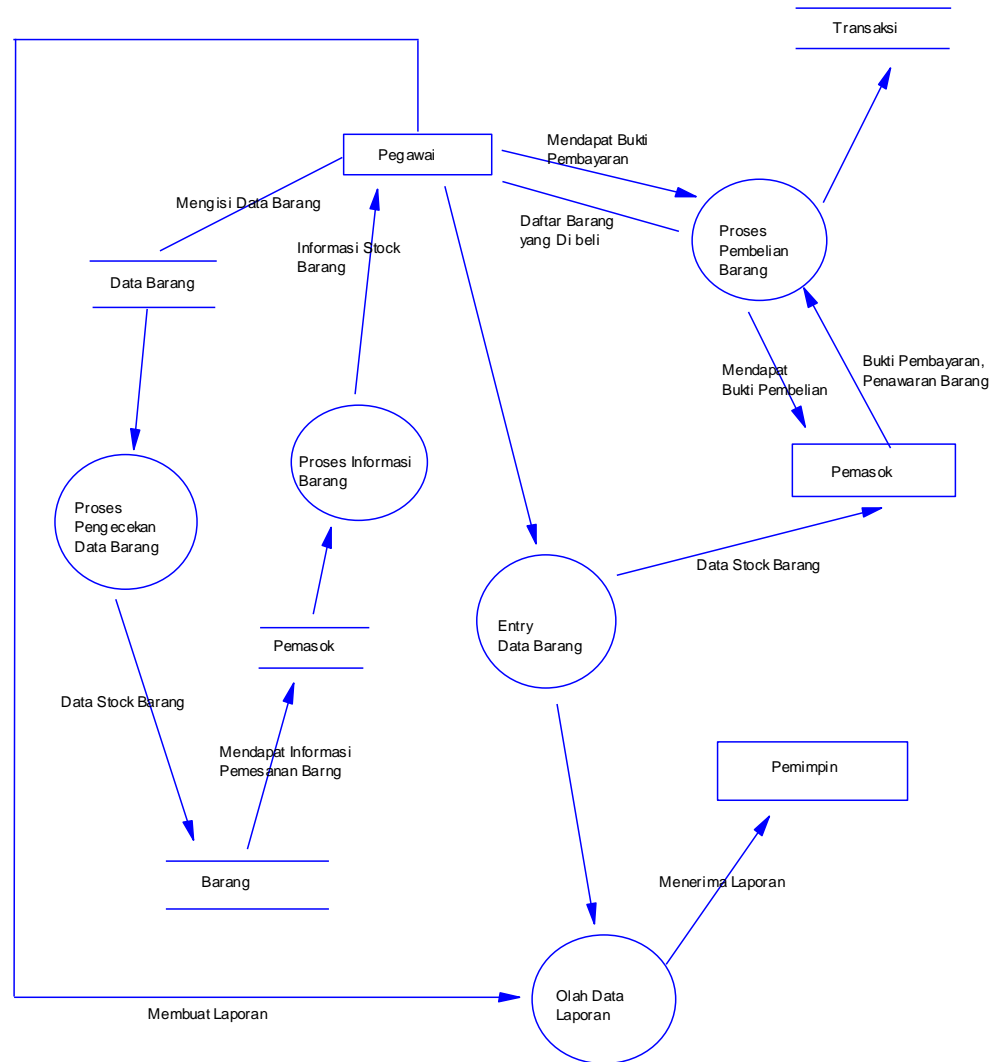 Transaksi
Pegawai
Mendapat Bukti
Pembayaran
Mengisi Data Barang
Daftar Barang
yang Di beli
Proses
Pembelian
Barang
Informasi Stock
Barang
Data Barang
Mendapat
Bukti Pembelian
Bukti Pembayaran,
Penawaran Barang
Proses Informasi
Barang
Pemasok
Proses
Pengecekan
Data Barang
Data Stock Barang
Entry
Data Barang
Pemasok
Data Stock Barang
Mendapat Informasi
Pemesanan Barng
Pemimpin
Barang
Menerima Laporan
Olah Data
Laporan
Membuat Laporan